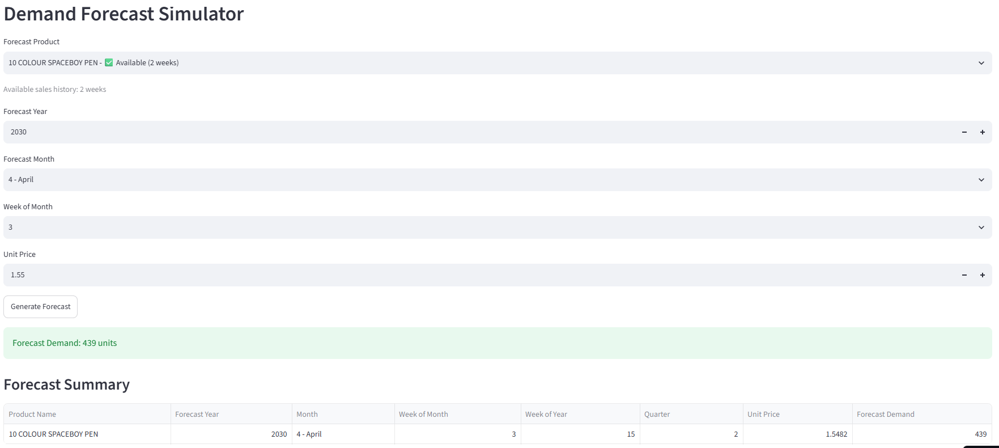 Demand Forecast Simulator
Forecast Product
10 COLOUR SPACEBOY PEN - ✅ Available (2 weeks)
Available sales history: 2 weeks
Forecast Year
2030
Forecast Month
4 - April
Week of Month
3
Unit Price
1.55
Generate Forecast
Forecast Demand: 439 units
Forecast Summary
Product Name Forecast Year Month Week of Month Week of Year Quarter Unit Price Forecast Demand
10 COLOUR SPACEBOY PEN 2030 4 - April 3 15 2 1.5482 439